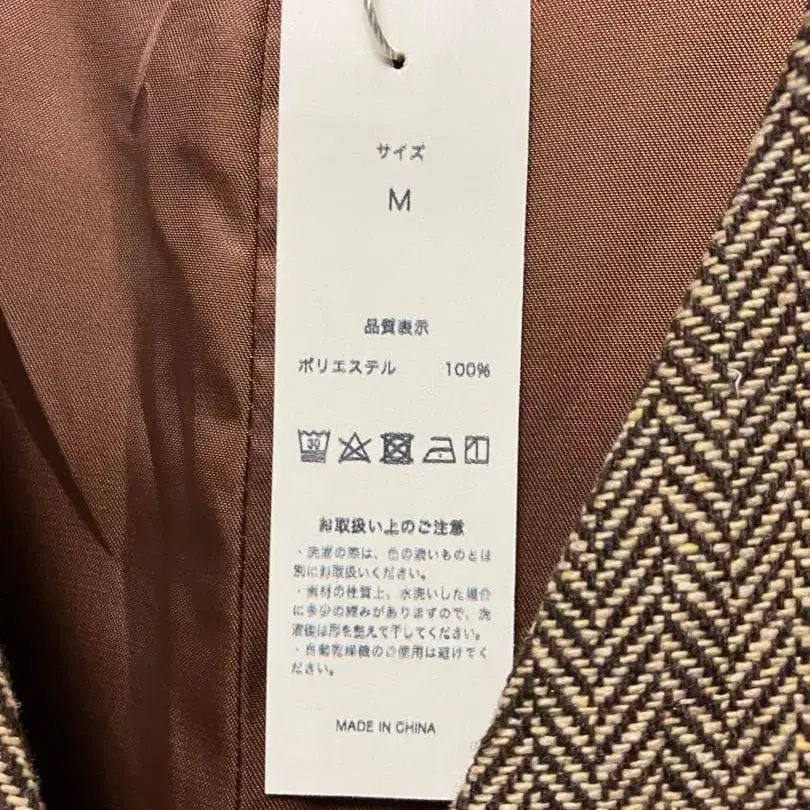 サイズ
M
品質表示
ポリエステル 100%
30
お取扱い上のご注意
・洗濯の際は、色の濃いものとは
別にお取扱いください。
・素材の性質上、水洗いした場合
に多少の縮みがありますので、洗
濯後は形を整えて干してください。
・自動乾燥機のご使用は避けてく
ださい。
MADE IN CHINA